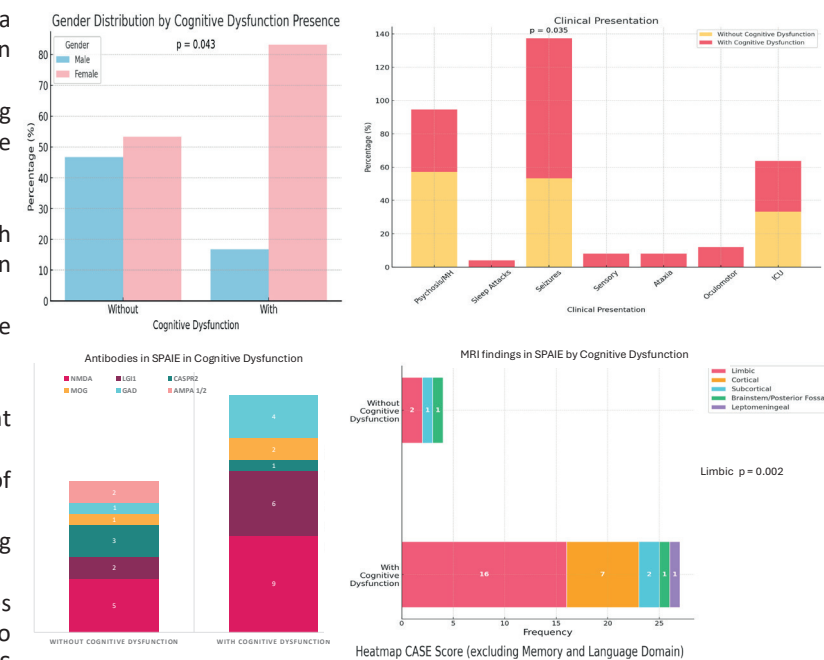 a
n
g
e
h
n
e
nt
of
g
s
o
Gender Distribution by Cognitive Dysfunction Presence
Gender
Male
Female
p = 0.043
Percentage (%)
80
70
60
50
40
30
20
10
0
Without
With
Cognitive Dysfunction
Clinical Presentation
p = 0.035
Without Cognitive Dysfunction
With Cognitive Dysfunction
Percentage (%)
140
120
100
80
60
40
20
0
Psychosis/MH
Sleep Attacks
Seizures
Sensory
Ataxia
Oculomotor
ICU
Clinical Presentation
Antibodies in SPAIE in Cognitive Dysfunction
NMDA LGI1 CASPR2
MOG GAD AMPA 1/2
2
1
1
3
2
5
4
2
1
6
9
WITHOUT COGNITIVE DYSFUNCTION WITH COGNITIVE DYSFUNCTION
MRI findings in SPAIE by Cognitive Dysfunction
Limbic
Cortical
Subcortical
Brainstem/Posterior Fossa
Leptomeningeal
Without
Cognitive
Dysfunction
2 1 1
Limbic p = 0.002
With
Cognitive
Dysfunction
16 7 2 1 1
0 5 10 15 20 25
Frequency
Heatmap CASE Score (excluding Memory and Language Domain)